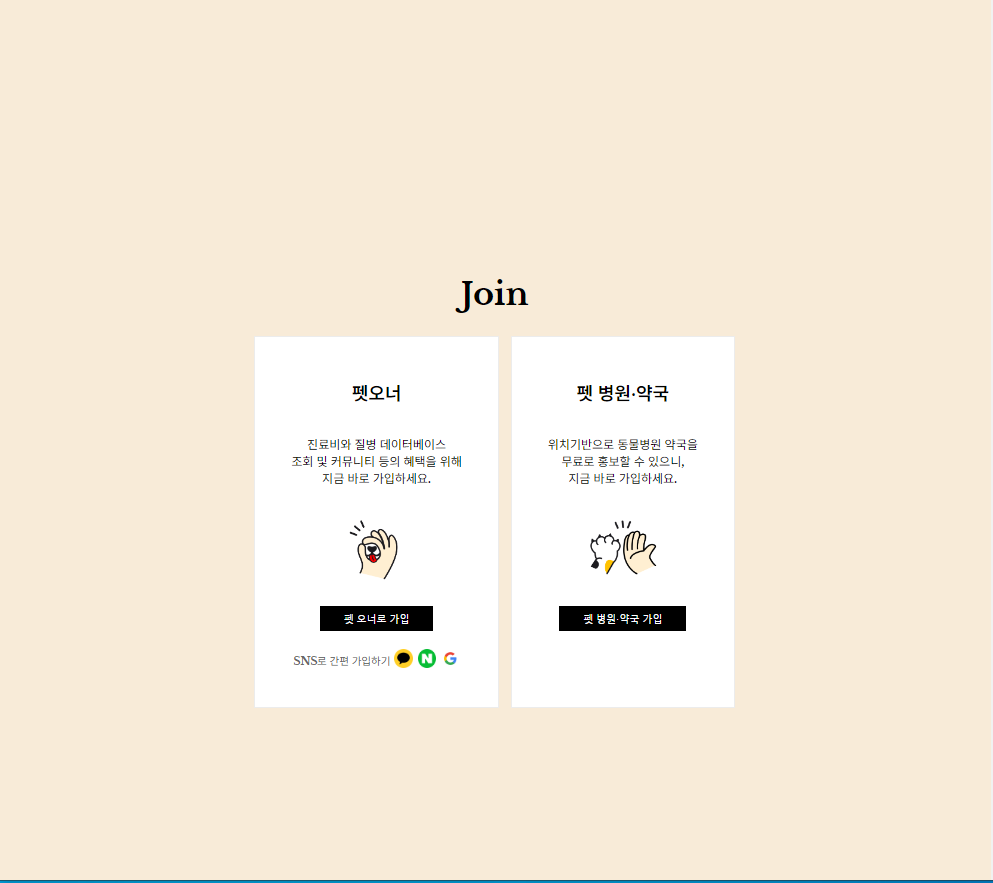 Join
펫오너
진료비와 질병 데이터베이스
조회 및 커뮤니티 등의 혜택을 위해
지금 바로 가입하세요.
펫 오너로 가입
SNS로 간편 가입하기
N
G
펫 병원·약국
위치기반으로 동물병원 약국을
무료로 홍보할 수 있으니,
지금 바로 가입하세요.
펫 병원·약국 가입